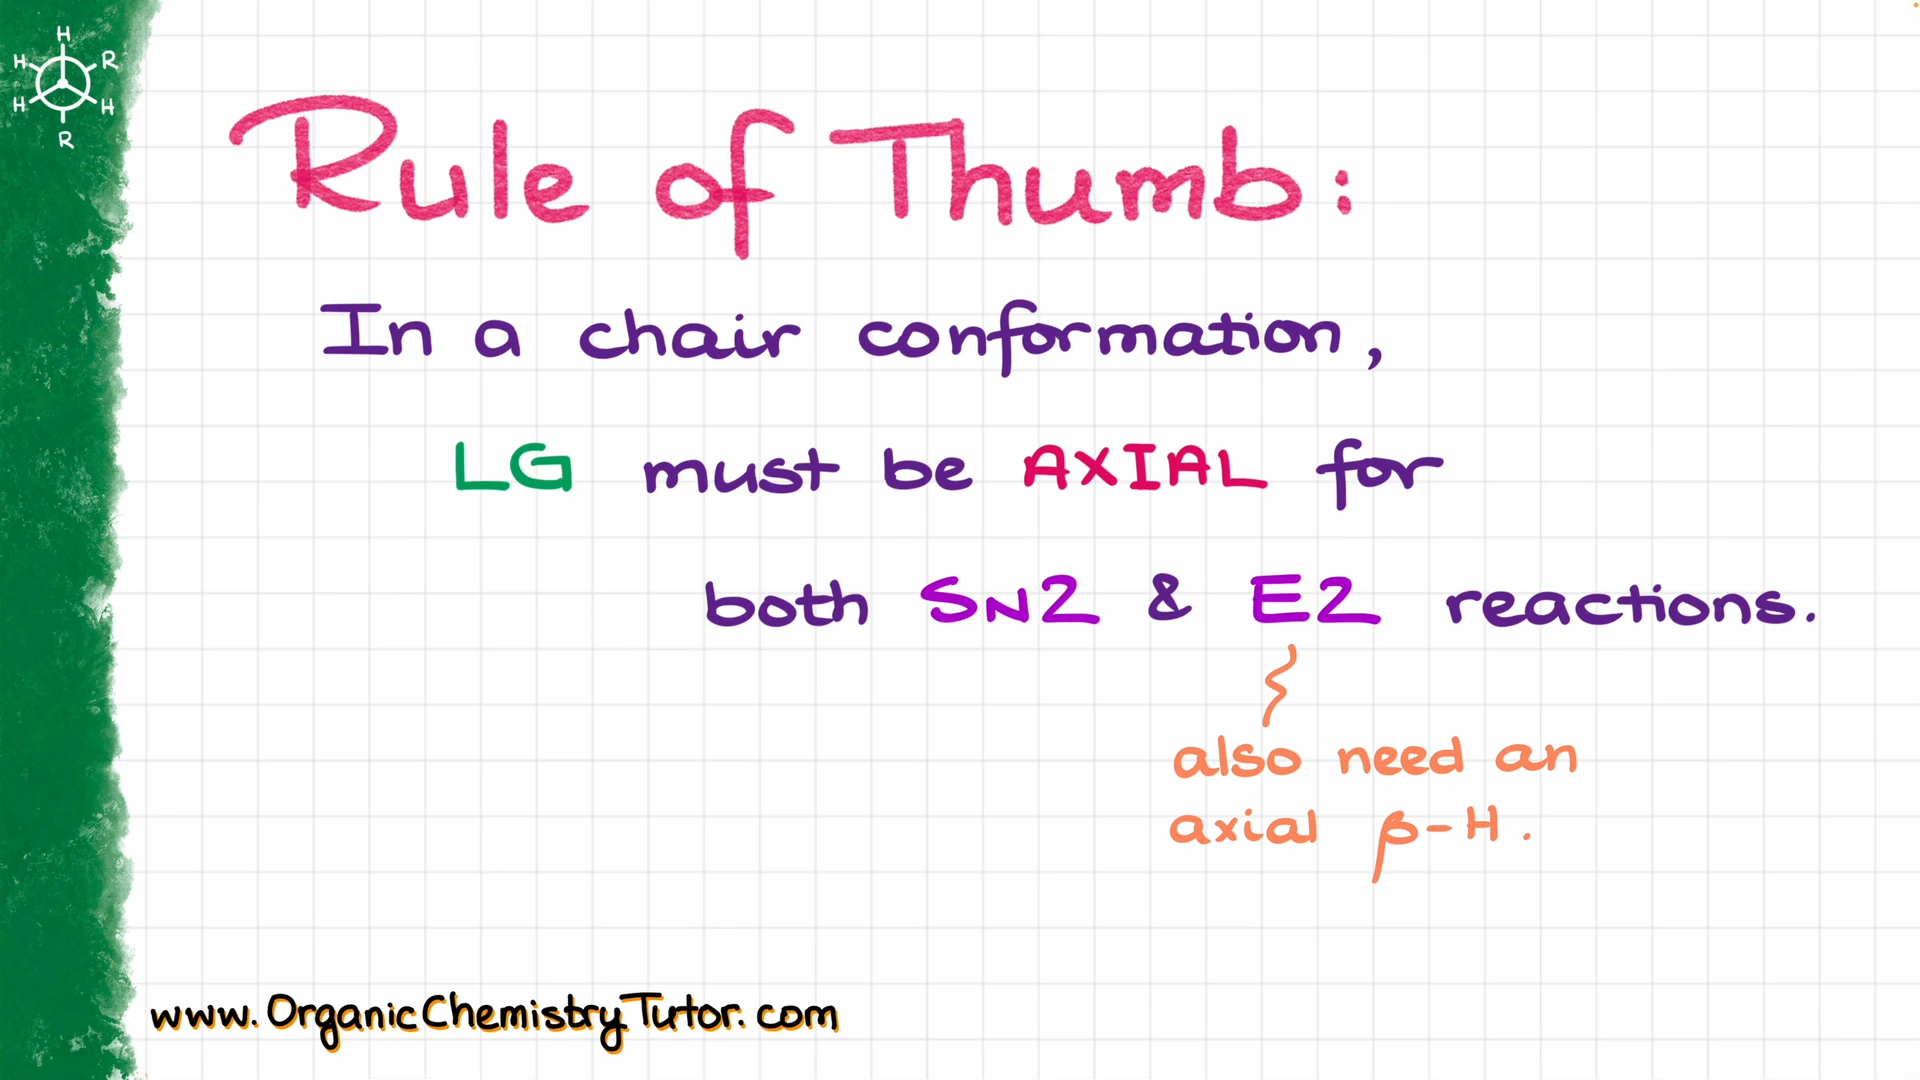 H
H R
H H
R
Rule of Thumb:
In a chair conformation,
LG must be AXIAL for
both SN2 & E2 reactions.
also need an
axial β-H.
www.OrganicChemistryTutor.com